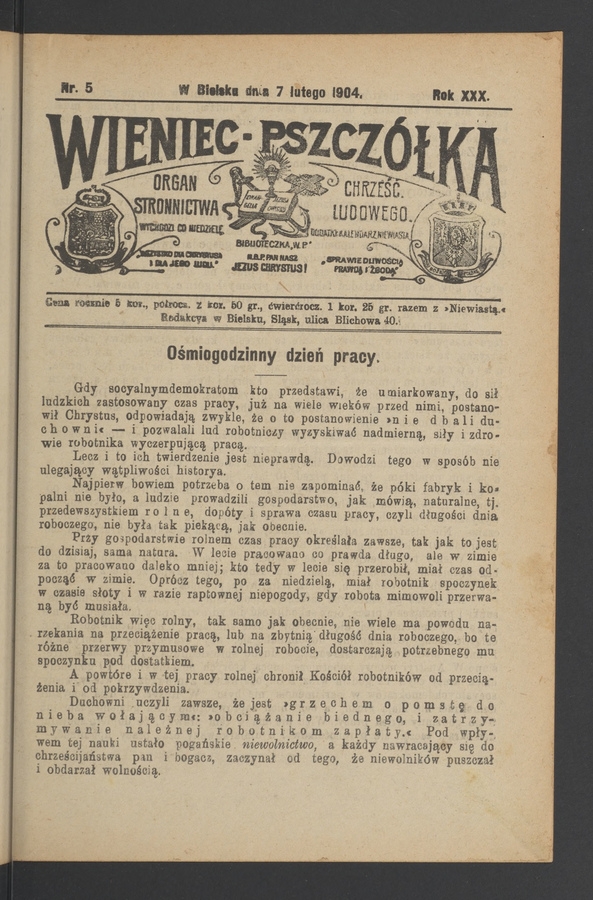 Nr. 5
W Bielsku dnia 7 lutego 1904.
Rok XXX.
WIENIEC-PSZCZÓŁKA
ORGAN
STRONNICTWA
WYCHODZI CO NIEDZIELĘ
CHRZEŚC.
LUDOWEGO.
DODATKI: KALENDARZ NIEWIASTA
BIBLIOTECZKA „W. P"
„WSZYSTKO DLA CHRYSTUSA
I DLA JEGO LUDU."
N.B.P. PAN NASZ
JEZUS CHRYSTUS!
„SPRAWIEDLIWOŚCIĄ
PRAWDĄ I ZGODĄ"
Cena rocznie 5 kor., półrocz. 2 kor. 50 gr., ćwierćrocz. 1 kor. 25 gr. razem z »Niewiastą.«
Redakcya w Bielsku, Śląsk, ulica Blichowa 40.
Ośmiogodzinny dzień pracy.
Gdy socyalnymdemokratom kto przedstawi, że umiarkowany, do sił
ludzkich zastosowany czas pracy, już na wiele wieków przed nimi, postano-
wił Chrystus, odpowiadają zwykle, że o to postanowienie »nie dbali du-
chowni« — i pozwalali lud robotniczy wyzyskiwać nadmierną, siły i zdro-
wie robotnika wyczerpującą pracą.
Lecz i to ich twierdzenie jest nieprawdą. Dowodzi tego w sposób nie
ulegający wątpliwości historya.
Najpierw bowiem potrzeba o tem nie zapominać, że póki fabryk i ko-
palni nie było, a ludzie prowadzili gospodarstwo, jak mówią, naturalne, tj.
przedewszystkiem rolne, dopóty i sprawa czasu pracy, czyli długości dnia
roboczego, nie była tak piekącą, jak obecnie.
Przy gospodarstwie rolnem czas pracy określała zawsze, tak jak to jest
do dzisiaj, sama natura. W lecie pracowano co prawda długo, ale w zimie
za to pracowano daleko mniej; kto tedy w lecie się przerobił, miał czas od-
począć w zimie. Oprócz tego, po za niedzielą, miał robotnik spoczynek
w czasie słoty i w razie raptownej niepogody, gdy robota mimowoli przerwa-
ną być musiała.
Robotnik więc rolny, tak samo jak obecnie, nie wiele ma powodu na-
rzekania na przeciążenie pracą, lub na zbytnią długość dnia roboczego, bo te
różne przerwy przymusowe w rolnej robocie, dostarczają potrzebnego mu
spoczynku pod dostatkiem.
A powtóre i w tej pracy rolnej chronił Kościół robotników od przecią-
żenia i od pokrzywdzenia.
Duchowni uczyli zawsze, że jest »grzechem o pomstę do
nieba wołającym«: »obciążanie biednego, i zatrzy-
mywanie należnej robotnikom zapłaty.« Pod wpły-
wem tej nauki ustało pogańskie niewolnictwo, a każdy nawracający się do
chrześcijaństwa pan i bogacz, zaczynał od tego, że niewolników puszczał
i obdarzał wolnością.